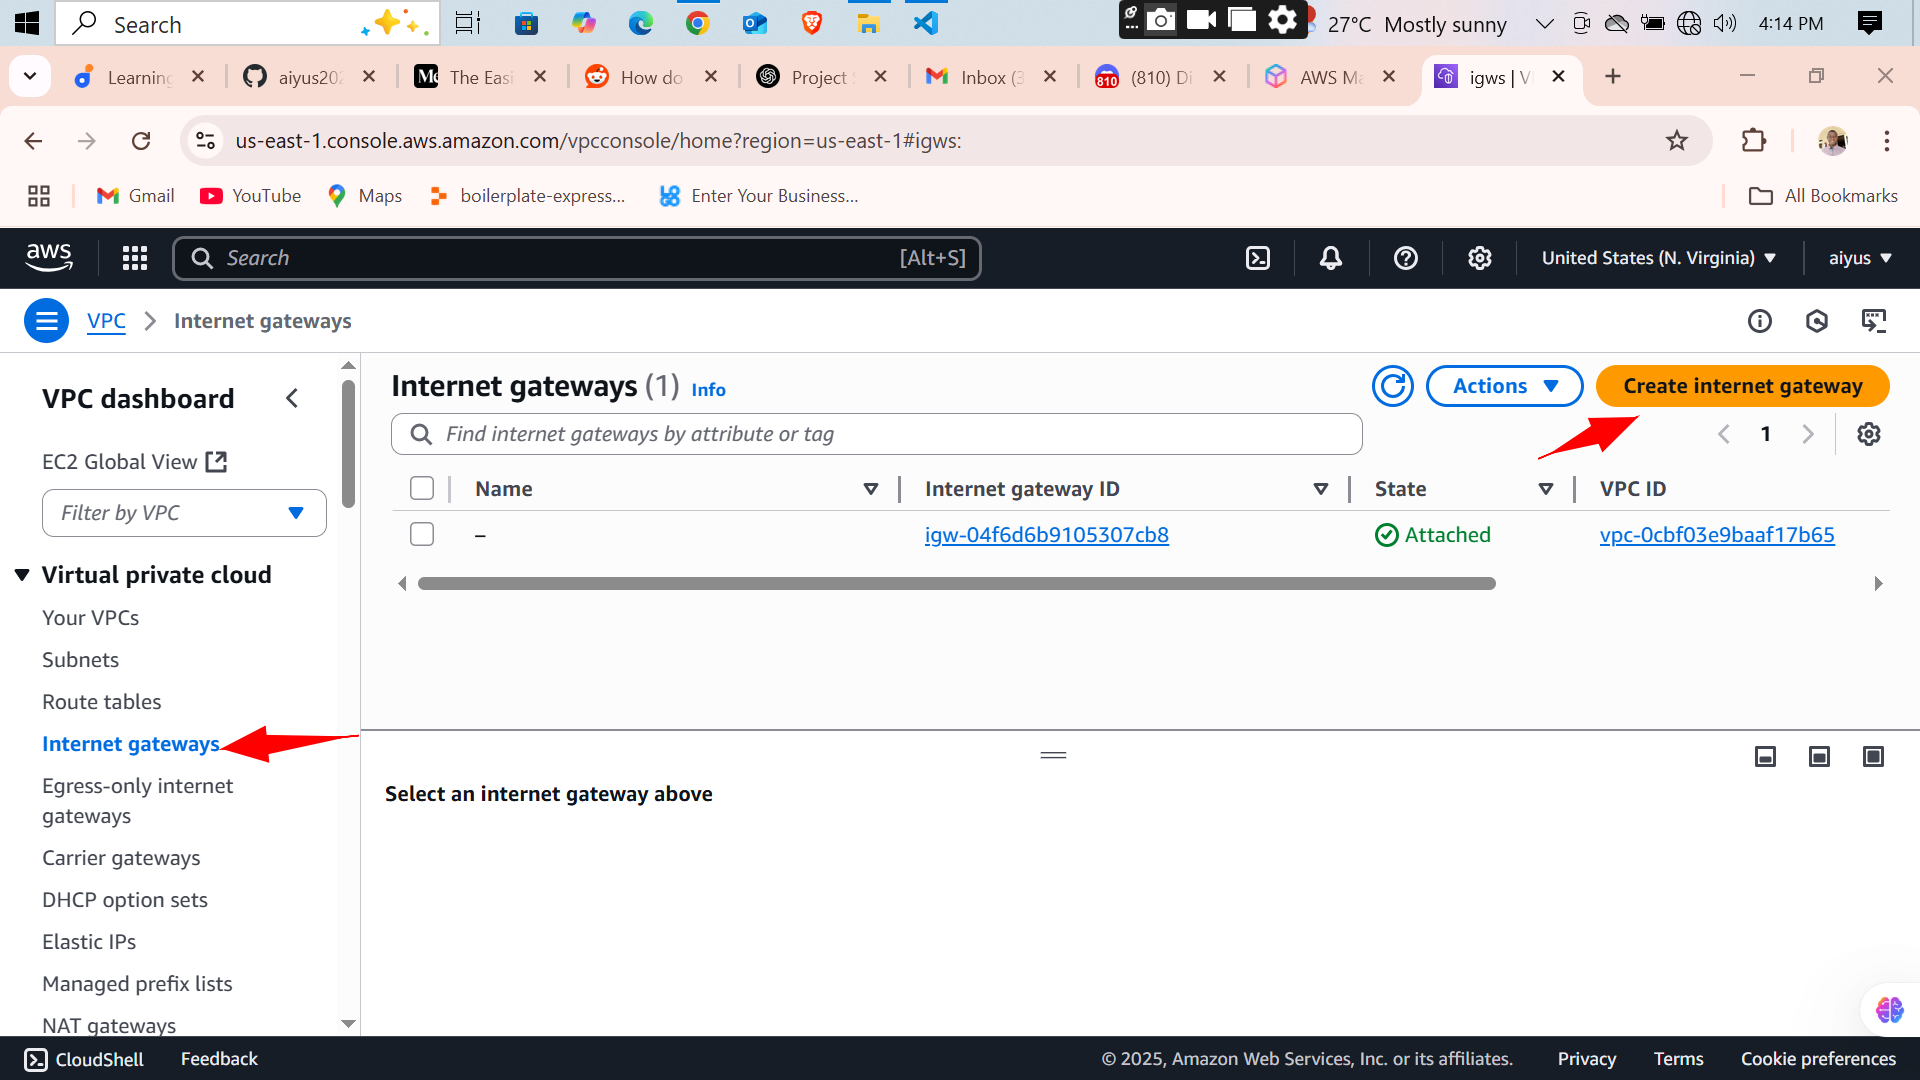 Search
27°C Mostly sunny
4:14 PM
Learning
aiyus202
Me The Easi
How do
Project S
Inbox (3
810 (810) Di
AWS Ma
igws | V
us-east-1.console.aws.amazon.com/vpcconsole/home?region=us-east-1#igws:
Gmail
YouTube
Maps
boilerplate-express...
Enter Your Business...
All Bookmarks
aws
Search
[Alt+S]
United States (N. Virginia)
aiyus
VPC
Internet gateways
VPC dashboard
EC2 Global View
Filter by VPC
Virtual private cloud
Your VPCs
Subnets
Route tables
Internet gateways
Egress-only internet
gateways
Carrier gateways
DHCP option sets
Elastic IPs
Managed prefix lists
NAT gateways
Internet gateways (1) Info
Actions
Create internet gateway
Find internet gateways by attribute or tag
1
Name
Internet gateway ID
State
VPC ID
–
igw-04f6d6b9105307cb8
Attached
vpc-0cbf03e9baaf17b65
Select an internet gateway above
CloudShell
Feedback
© 2025, Amazon Web Services, Inc. or its affiliates.
Privacy
Terms
Cookie preferences